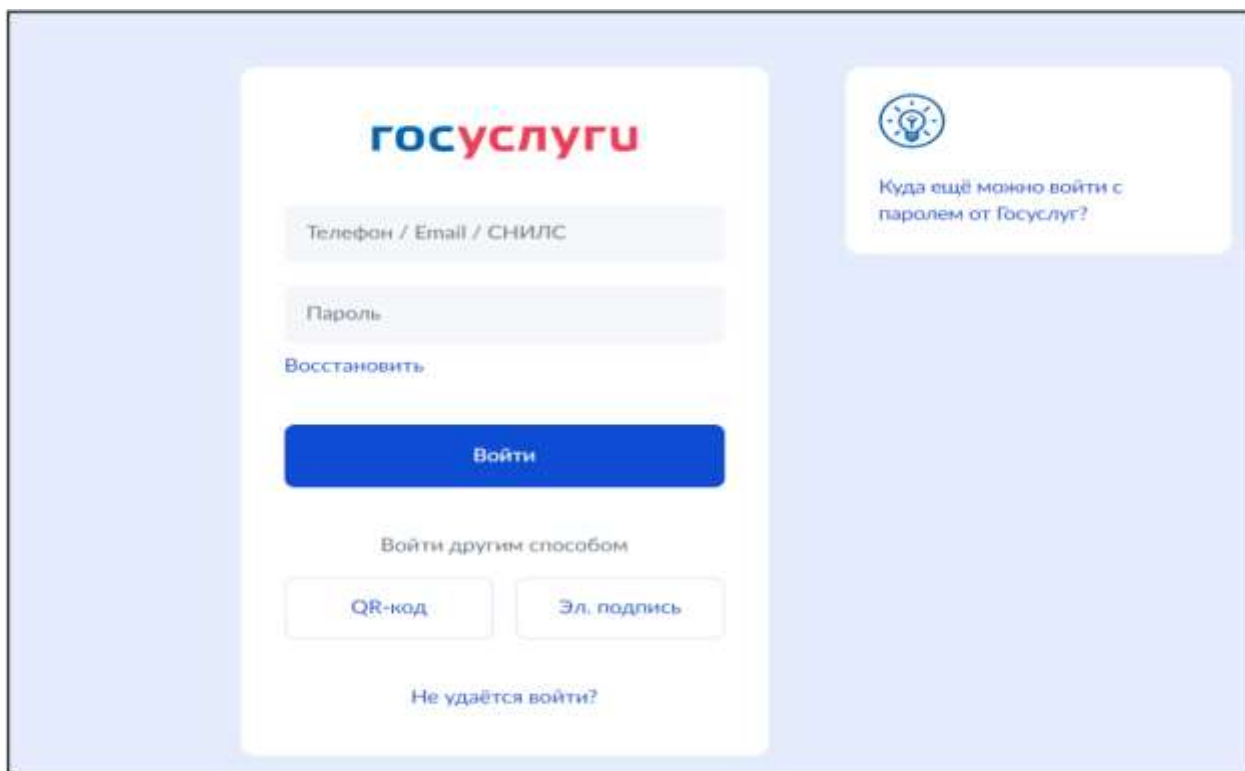 госуслуги
Телефон / Email / СНИЛС
Пароль
Восстановить
Войти
Войти другим способом
QR-код
Эл. подпись
Не удаётся войти?
Куда ещё можно войти с
паролем от Госуслуг?